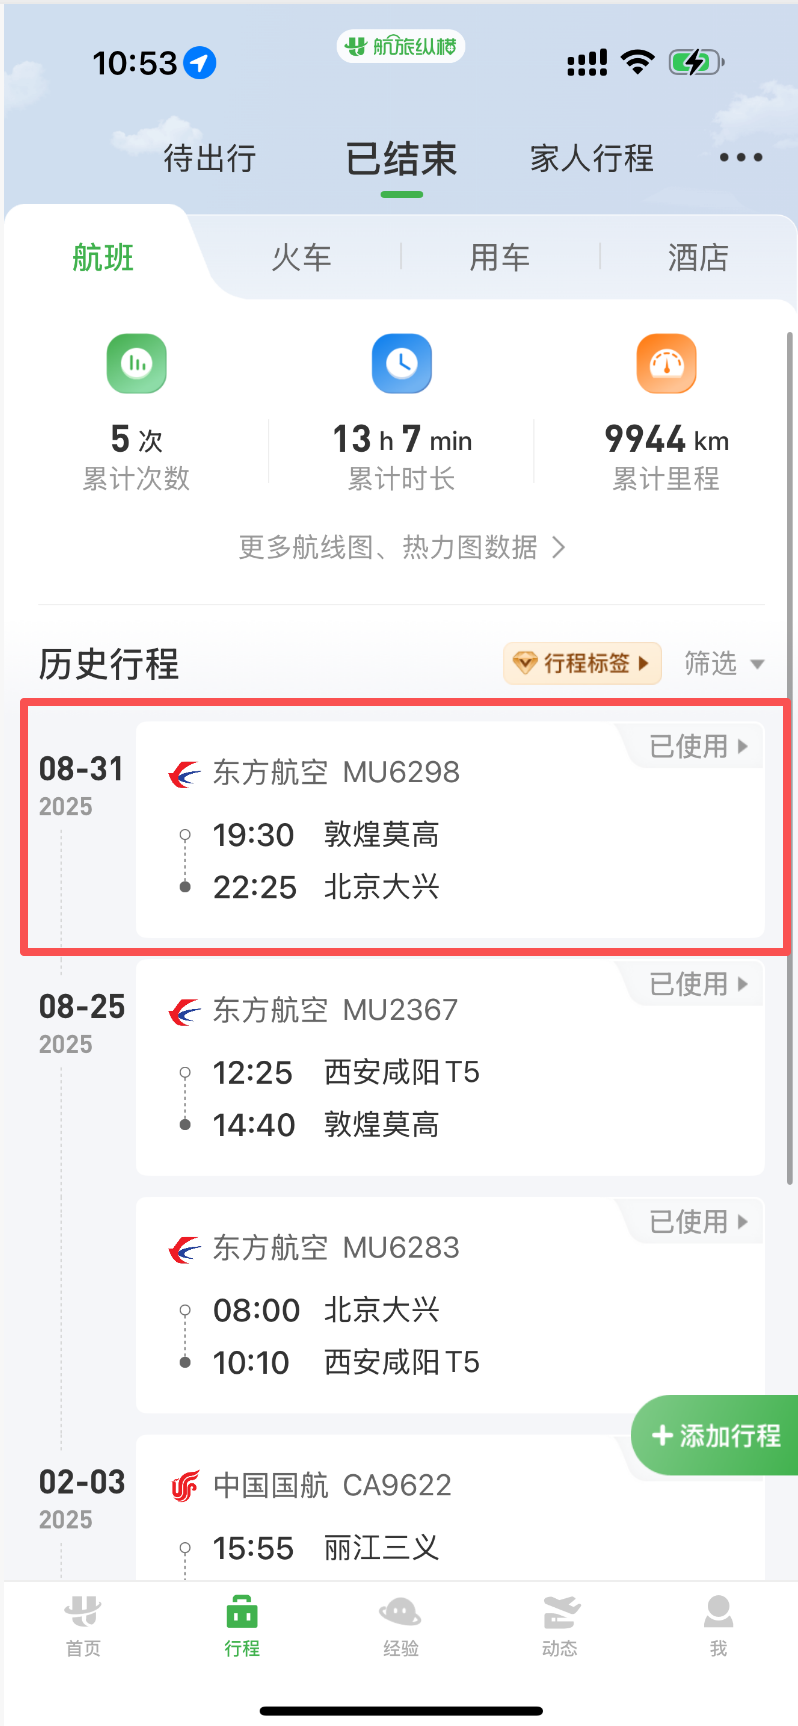 10:53
航旅纵横
待出行 已结束 家人行程
航班 火车 用车 酒店
5 次 13 h 7 min 9944 km
累计次数 累计时长 累计里程
更多航线图、热力图数据
历史行程 行程标签 筛选
08-31
2025
东方航空 MU6298 已使用
19:30 敦煌莫高
22:25 北京大兴
08-25
2025
东方航空 MU2367 已使用
12:25 西安咸阳T5
14:40 敦煌莫高
东方航空 MU6283 已使用
08:00 北京大兴
10:10 西安咸阳T5
+添加行程
02-03
2025
中国国航 CA9622
15:55 丽江三义
首页 行程 经验 动态 我